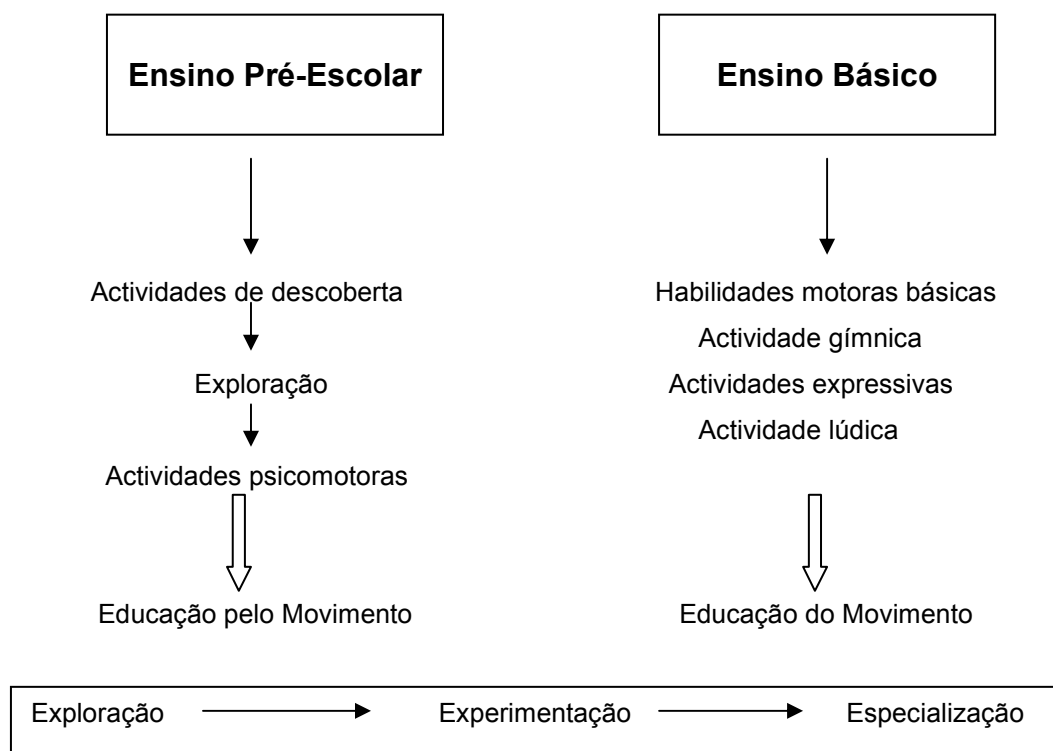 Ensino Pré-Escolar
Ensino Básico
Actividades de descoberta
Exploração
Actividades psicomotoras
Educação pelo Movimento
Habilidades motoras básicas
Actividade gímnica
Actividades expressivas
Actividade lúdica
Educação do Movimento
Exploração
Experimentação
Especialização